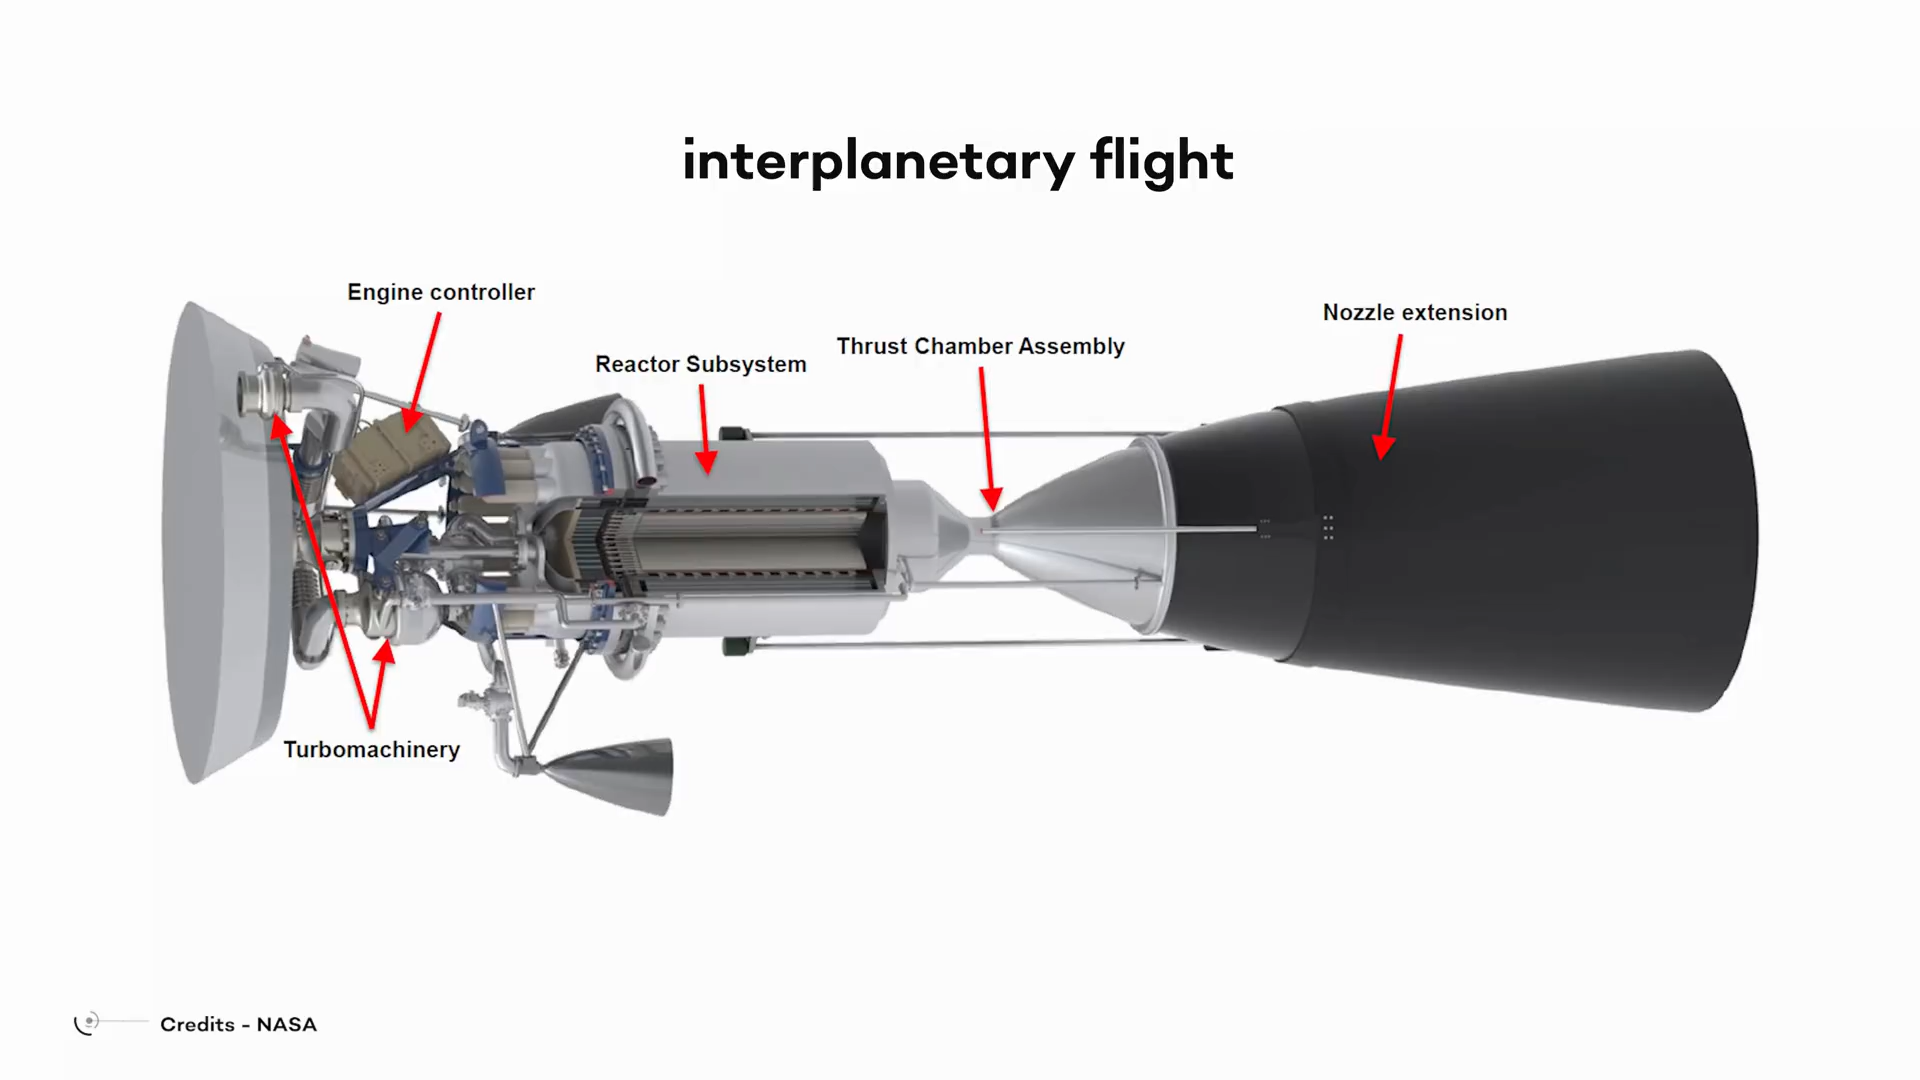 interplanetary flight
Engine controller
Nozzle extension
Thrust Chamber Assembly
Reactor Subsystem
Turbomachinery
Credits - NASA